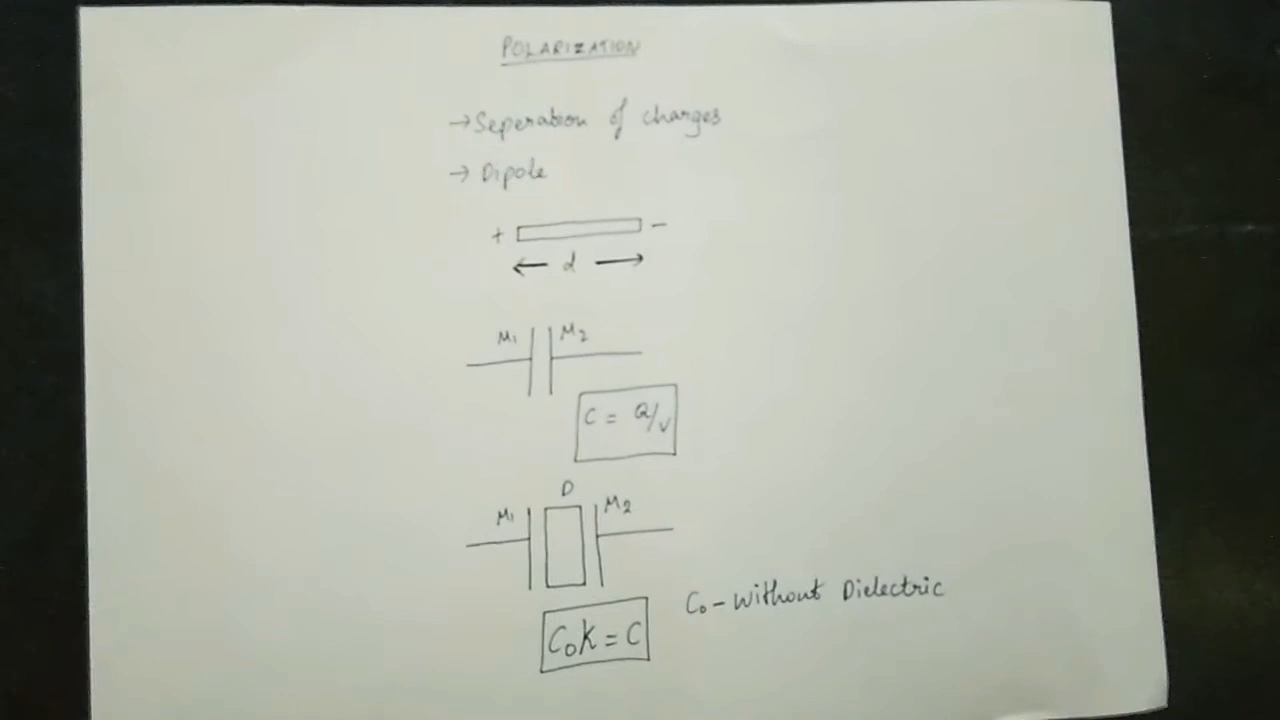 POLARIZATION
→ Seperation of charges
→ Dipole
+ −
← d →
M₁ M₂
C = Q/V
D
M₁ M₂
C₀ – Without Dielectric
C₀K = C